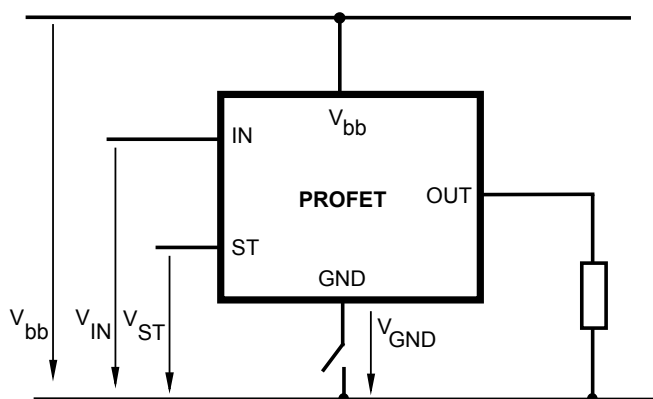 V_bb
IN
PROFET
OUT
ST
GND
V_bb
V_IN
V_ST
V_GND